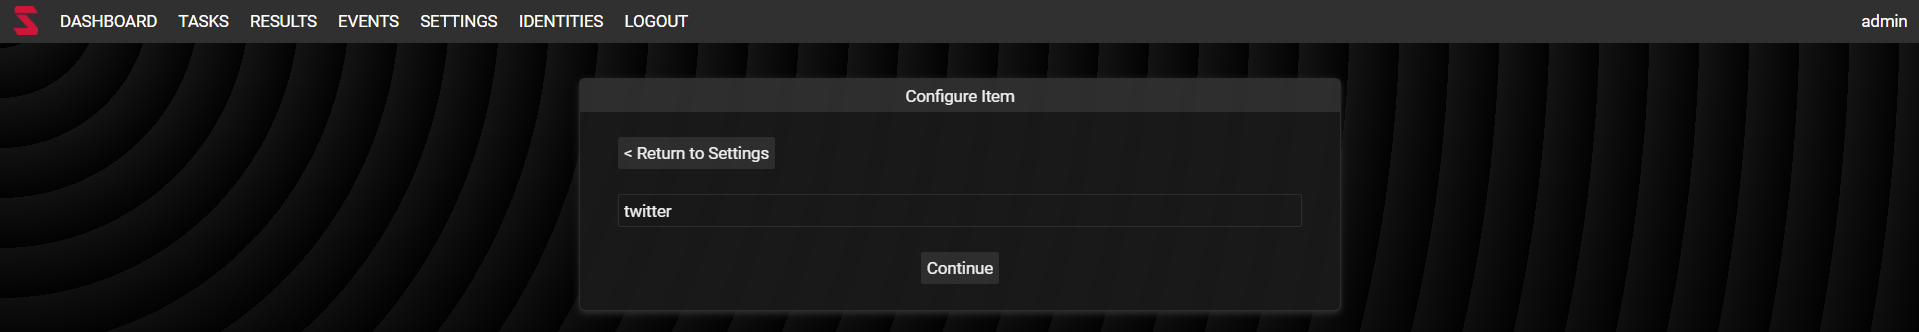 DASHBOARD TASKS RESULTS EVENTS SETTINGS IDENTITIES LOGOUT admin
Configure Item
< Return to Settings
twitter
Continue